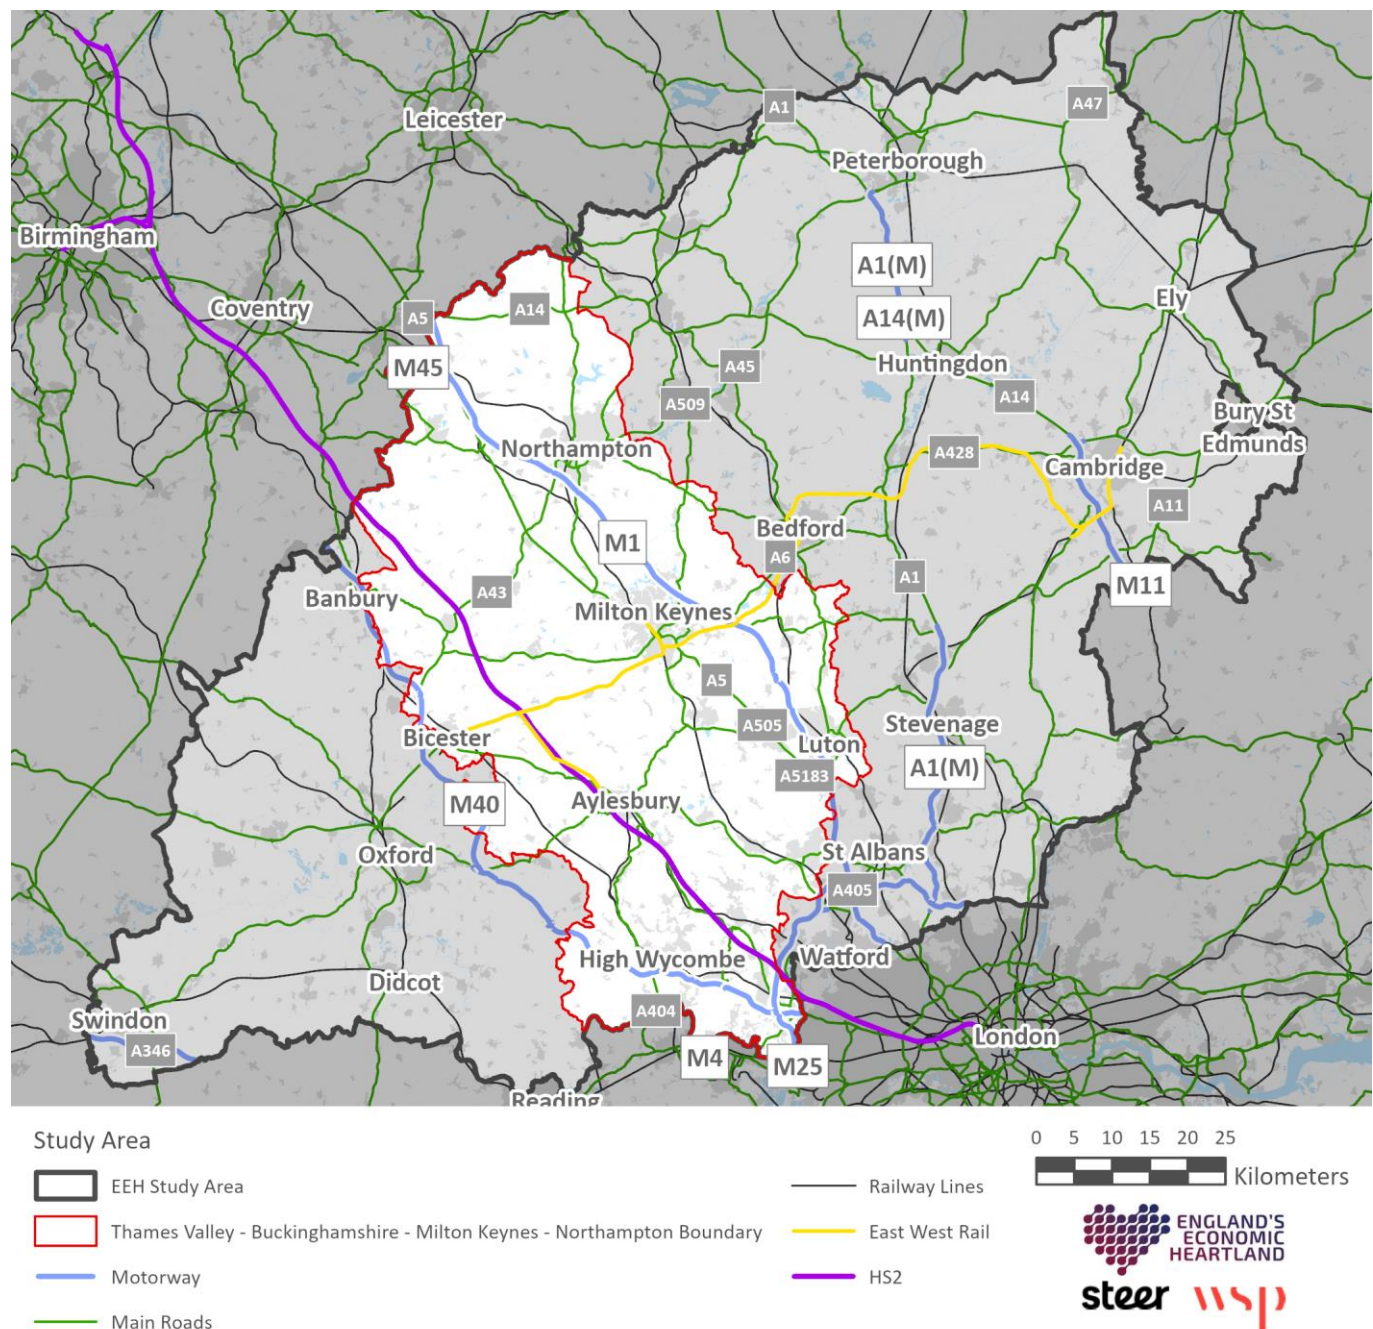 A1
A47
Leicester
Peterborough
Birmingham
A1(M)
Coventry
A5
A14
A14(M)
Ely
M45
A45
Huntingdon
A509
A14
Bury St
Edmunds
Northampton
A428
Cambridge
A11
Bedford
M1
A6
A1
M11
Banbury
A43
Milton Keynes
A5
A505
Stevenage
Bicester
Luton
A1(M)
A5183
M40
Aylesbury
Oxford
St Albans
A405
High Wycombe
Watford
Didcot
A404
Swindon
A346
M4
M25
London
Reading
Study Area
EEH Study Area
Thames Valley - Buckinghamshire - Milton Keynes - Northampton Boundary
Motorway
Main Roads
Railway Lines
East West Rail
HS2
0 5 10 15 20 25
Kilometers
ENGLAND'S
ECONOMIC
HEARTLAND
steer wsp